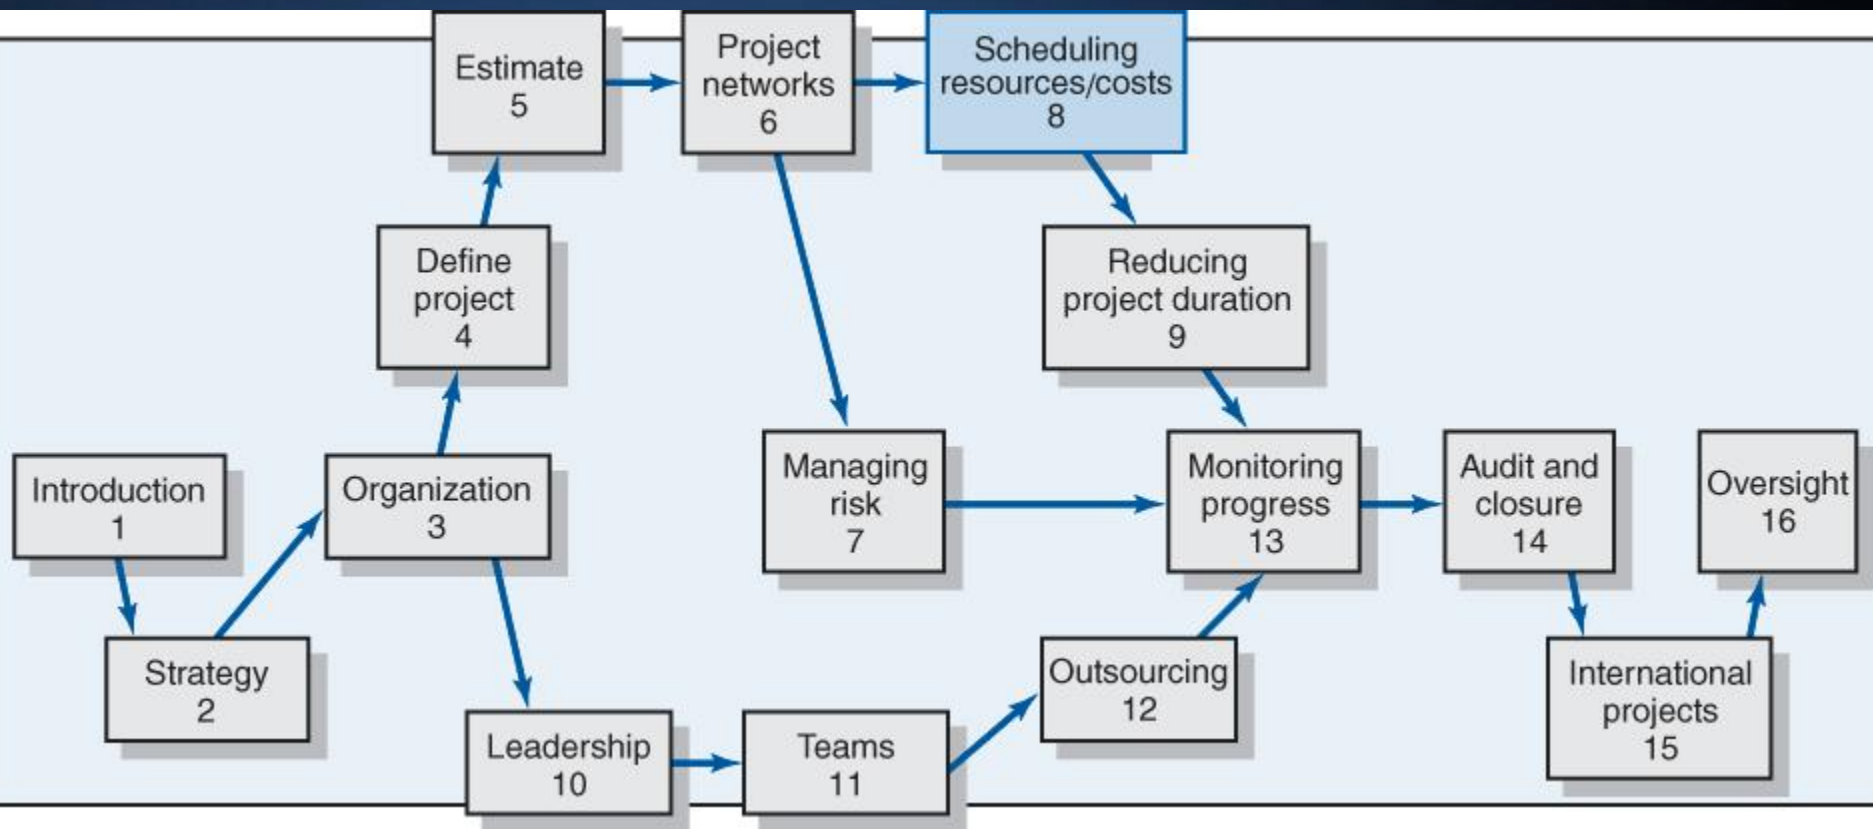 Estimate
5
Project
networks
6
Scheduling
resources/costs
8
Define
project
4
Reducing
project duration
9
Introduction
1
Organization
3
Managing
risk
7
Monitoring
progress
13
Audit and
closure
14
Oversight
16
Strategy
2
Leadership
10
Teams
11
Outsourcing
12
International
projects
15